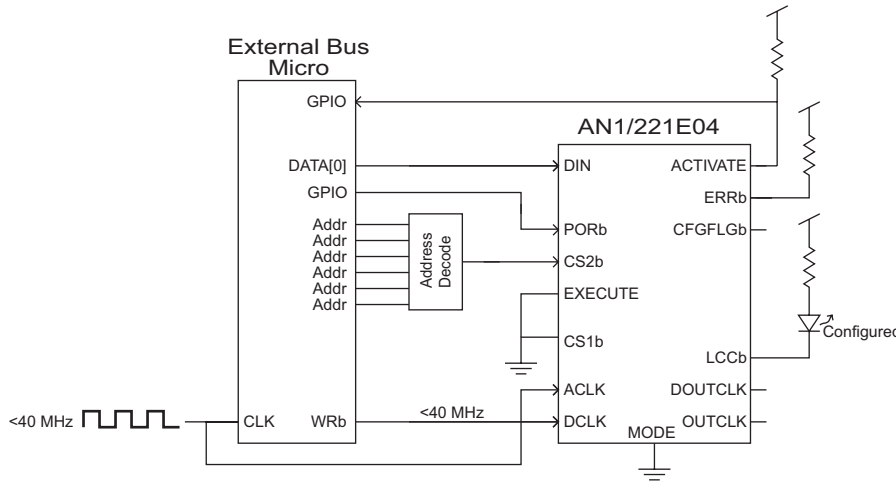 External Bus
Micro
GPIO
AN1/221E04
DATA[0]
DIN
ACTIVATE
GPIO
ERRb
Addr
Addr
Addr
Addr
Addr
Addr
Address
Decode
PORb
CFGFLGb
CS2b
EXECUTE
CS1b
Configured
LCCb
ACLK
DOUTCLK
<40 MHz
CLK
WRb
<40 MHz
DCLK
OUTCLK
MODE